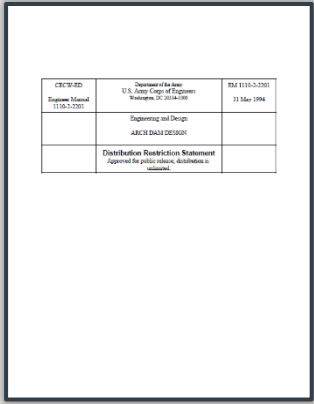 CECW-ED
Engineer Manual
1110-2-2201
Department of the Army
U.S. Army Corps of Engineers
Washington, DC 20314-1000
EM 1110-2-2201
31 May 1994
Engineering and Design
ARCH DAM DESIGN
Distribution Restriction Statement
Approved for public release; distribution is
unlimited.